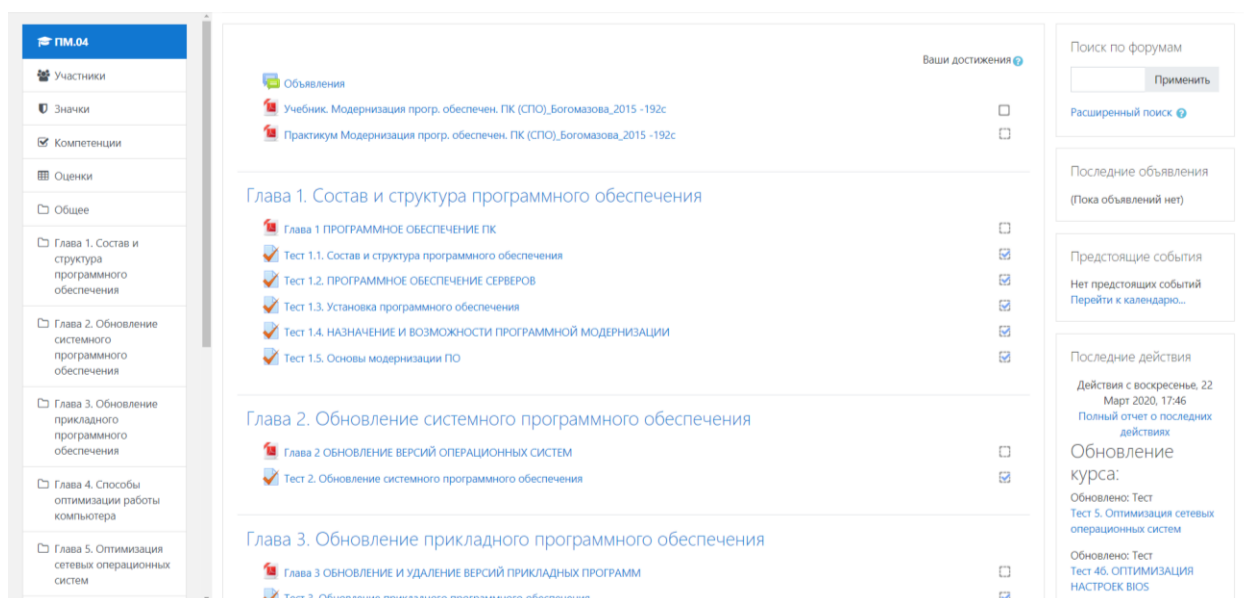 ПМ.04
Участники
Значки
Компетенции
Оценки
Общее
Глава 1. Состав и
структура
программного
обеспечения
Глава 2. Обновление
системного
программного
обеспечения
Глава 3. Обновление
прикладного
программного
обеспечения
Глава 4. Способы
оптимизации работы
компьютера
Глава 5. Оптимизация
сетевых операционных
систем
Ваши достижения
Объявления
Учебник. Модернизация прогр. обеспечен. ПК (СПО)_Богомазова_2015 -192с
Практикум Модернизация прогр. обеспечен. ПК (СПО)_Богомазова_2015 -192с
Глава 1. Состав и структура программного обеспечения
Глава 1 ПРОГРАММНОЕ ОБЕСПЕЧЕНИЕ ПК
Тест 1.1. Состав и структура программного обеспечения
Тест 1.2. ПРОГРАММНОЕ ОБЕСПЕЧЕНИЕ СЕРВЕРОВ
Тест 1.3. Установка программного обеспечения
Тест 1.4. НАЗНАЧЕНИЕ И ВОЗМОЖНОСТИ ПРОГРАММНОЙ МОДЕРНИЗАЦИИ
Тест 1.5. Основы модернизации ПО
Глава 2. Обновление системного программного обеспечения
Глава 2 ОБНОВЛЕНИЕ ВЕРСИЙ ОПЕРАЦИОННЫХ СИСТЕМ
Тест 2. Обновление системного программного обеспечения
Глава 3. Обновление прикладного программного обеспечения
Глава 3 ОБНОВЛЕНИЕ И УДАЛЕНИЕ ВЕРСИЙ ПРИКЛАДНЫХ ПРОГРАММ
Тест 3. Обновление прикладного программного обеспечения
Поиск по форумам
Применить
Расширенный поиск
Последние объявления
(Пока объявлений нет)
Предстоящие события
Нет предстоящих событий
Перейти к календарю...
Последние действия
Действия с воскресенье, 22
Март 2020, 17:46
Полный отчет о последних
действиях
Обновление
курса:
Обновлено: Тест
Тест 5. Оптимизация сетевых
операционных систем
Обновлено: Тест
Тест 4б. ОПТИМИЗАЦИЯ
НАСТРОЕК BIOS